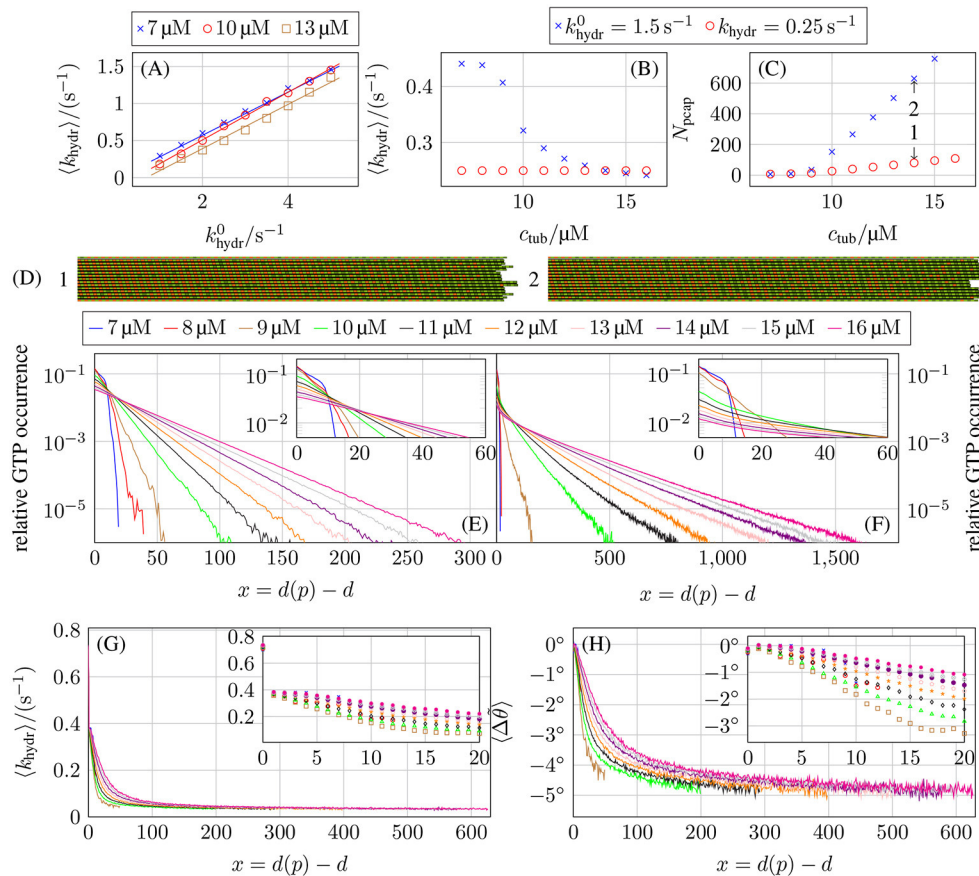 7 μM 10 μM 13 μM
k⁰hydr = 1.5 s⁻¹ khydr = 0.25 s⁻¹
(A)
⟨khydr⟩/(s⁻¹)
1.5
1
0.5
0
2 4
k⁰hydr/s⁻¹
(B)
⟨khydr⟩/(s⁻¹)
0.4
0.3
10 15
ctub/μM
(C)
Npcap
600
400
200
0
2
1
10 15
ctub/μM
(D) 1 2
7 μM 8 μM 9 μM 10 μM 11 μM 12 μM 13 μM 14 μM 15 μM 16 μM
relative GTP occurrence
10⁻¹
10⁻³
10⁻⁵
0 50 100 150 200 250 300
x = d(p) − d
(E)
10⁻¹
10⁻²
0 20 40 60
(F)
10⁻¹
10⁻²
0 20 40 60
0 500 1,000 1,500
x = d(p) − d
10⁻¹
10⁻³
10⁻⁵
relative GTP occurrence
(G)
⟨khydr⟩/(s⁻¹)
0.8
0.6
0.4
0.2
0
0 100 200 300 400 500 600
x = d(p) − d
0.8
0.6
0.4
0.2
0 5 10 15 20
(H)
⟨Δθ̃⟩
0°
−1°
−2°
−3°
−4°
−5°
0 100 200 300 400 500 600
x = d(p) − d
0°
−1°
−2°
−3°
0 5 10 15 20